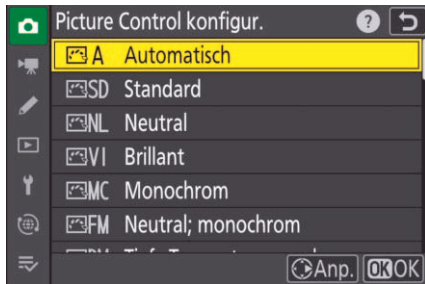 Picture Control konfigur. ?
A Automatisch
SD Standard
NL Neutral
VI Brillant
MC Monochrom
FM Neutral; monochrom
Anp. OK OK